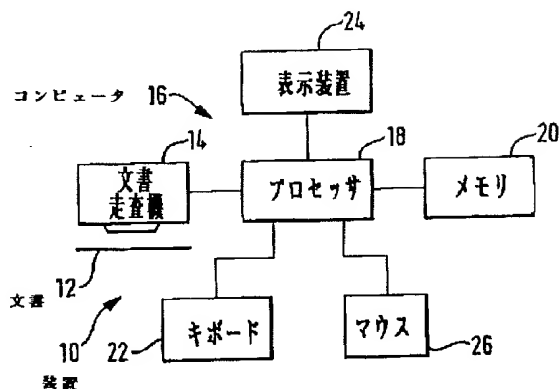 24
表示装置
コンピュータ 16
14
文書
走査機
18
プロセッサ
20
メモリ
文書 12
10
装置
22
キボード
マウス
26